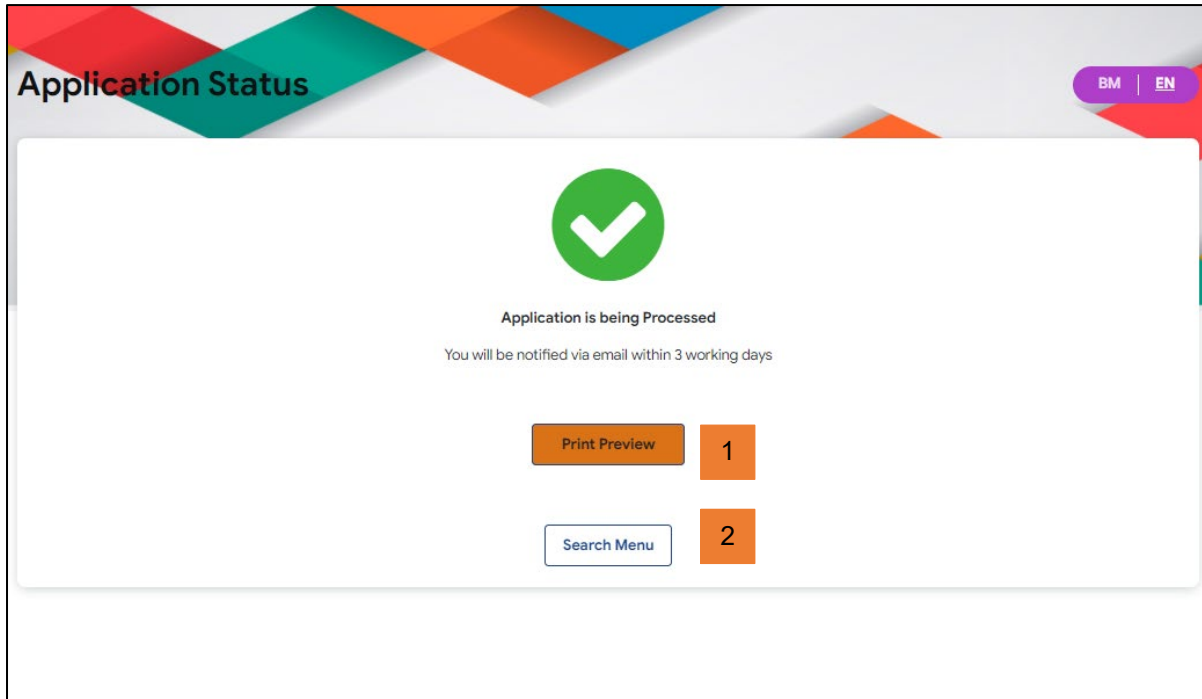 Application Status
BM | EN
Application is being Processed
You will be notified via email within 3 working days
Print Preview
1
Search Menu
2